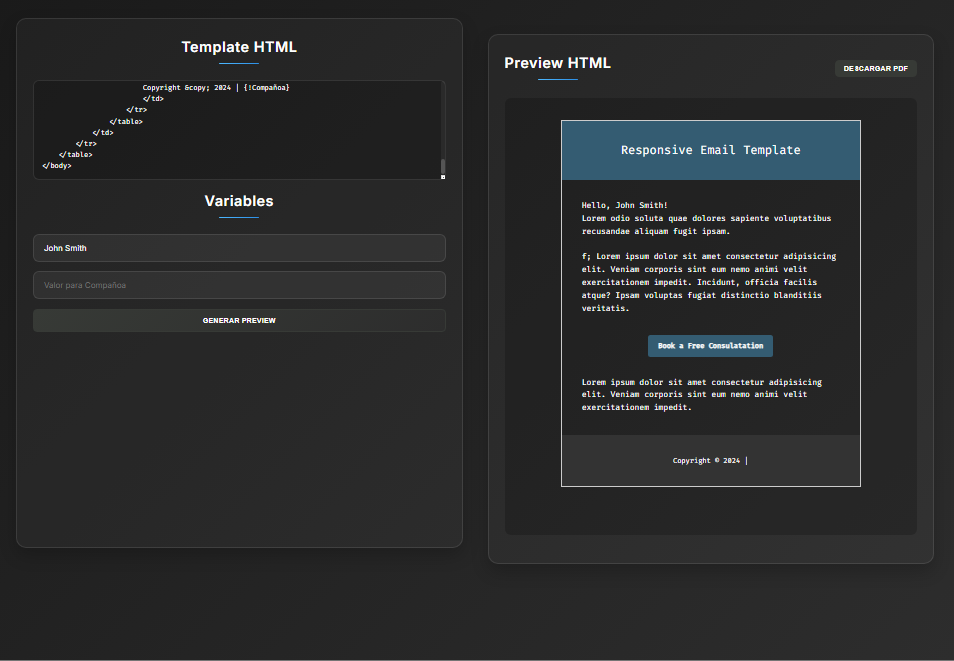 Template HTML
Copyright &copy; 2024 | {!Compañoa}
</td>
</tr>
</table>
</td>
</tr>
</table>
</body>
Variables
John Smith
Valor para Compañoa
GENERAR PREVIEW
Preview HTML
DESCARGAR PDF
Responsive Email Template
Hello, John Smith!
Lorem odio soluta quae dolores sapiente voluptatibus
recusandae aliquam fugit ipsam.
f; Lorem ipsum dolor sit amet consectetur adipisicing
elit. Veniam corporis sint eum nemo animi velit
exercitationem impedit. Incidunt, officia facilis
atque? Ipsam voluptas fugiat distinctio blanditiis
veritatis.
Book a Free Consulatation
Lorem ipsum dolor sit amet consectetur adipisicing
elit. Veniam corporis sint eum nemo animi velit
exercitationem impedit.
Copyright © 2024 |